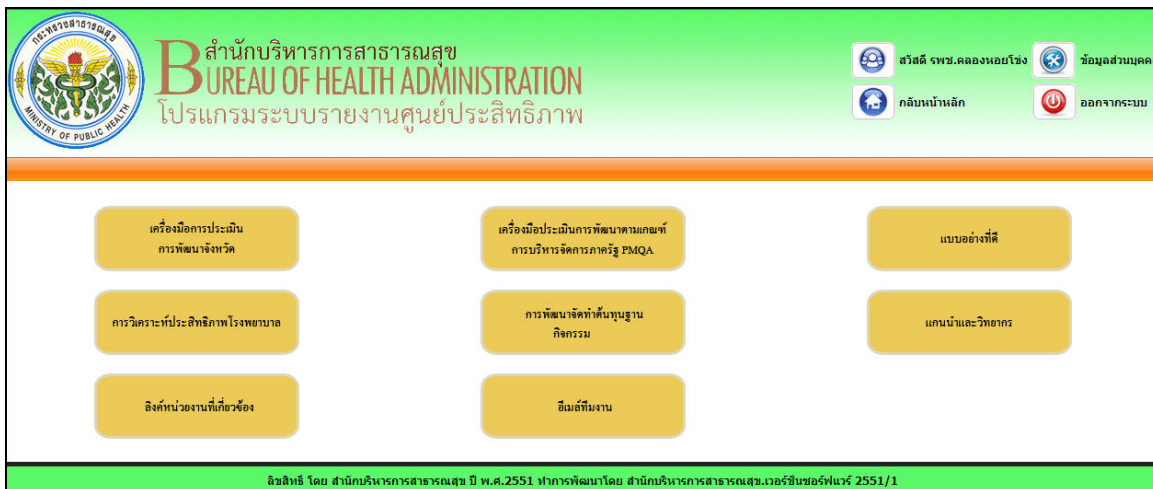 กระทรวงสาธารณสุข
MINISTRY OF PUBLIC HEALTH
สำนักบริหารการสาธารณสุข
BUREAU OF HEALTH ADMINISTRATION
โปรแกรมระบบรายงานศูนย์ประสิทธิภาพ
สวัสดี รพช.คลองหอยโข่ง
ข้อมูลส่วนบุคค
กลับหน้าหลัก
ออกจากระบบ
เครื่องมือการประเมิน
การพัฒนาจังหวัด
เครื่องมือประเมินการพัฒนาตามเกณฑ์
การบริหารจัดการภาครัฐ PMQA
แบบอย่างที่ดี
การวิเคราะห์ประสิทธิภาพโรงพยาบาล
การพัฒนาจัดทำต้นทุนฐาน
กิจกรรม
แกนนำและวิทยากร
ลิงค์หน่วยงานที่เกี่ยวข้อง
อีเมล์ทีมงาน
ลิขสิทธิ์ โดย สำนักบริหารการสาธารณสุข ปี พ.ศ.2551 ทำการพัฒนาโดย สำนักบริหารการสาธารณสุข.เวอร์ชั่นซอร์ฟแวร์ 2551/1